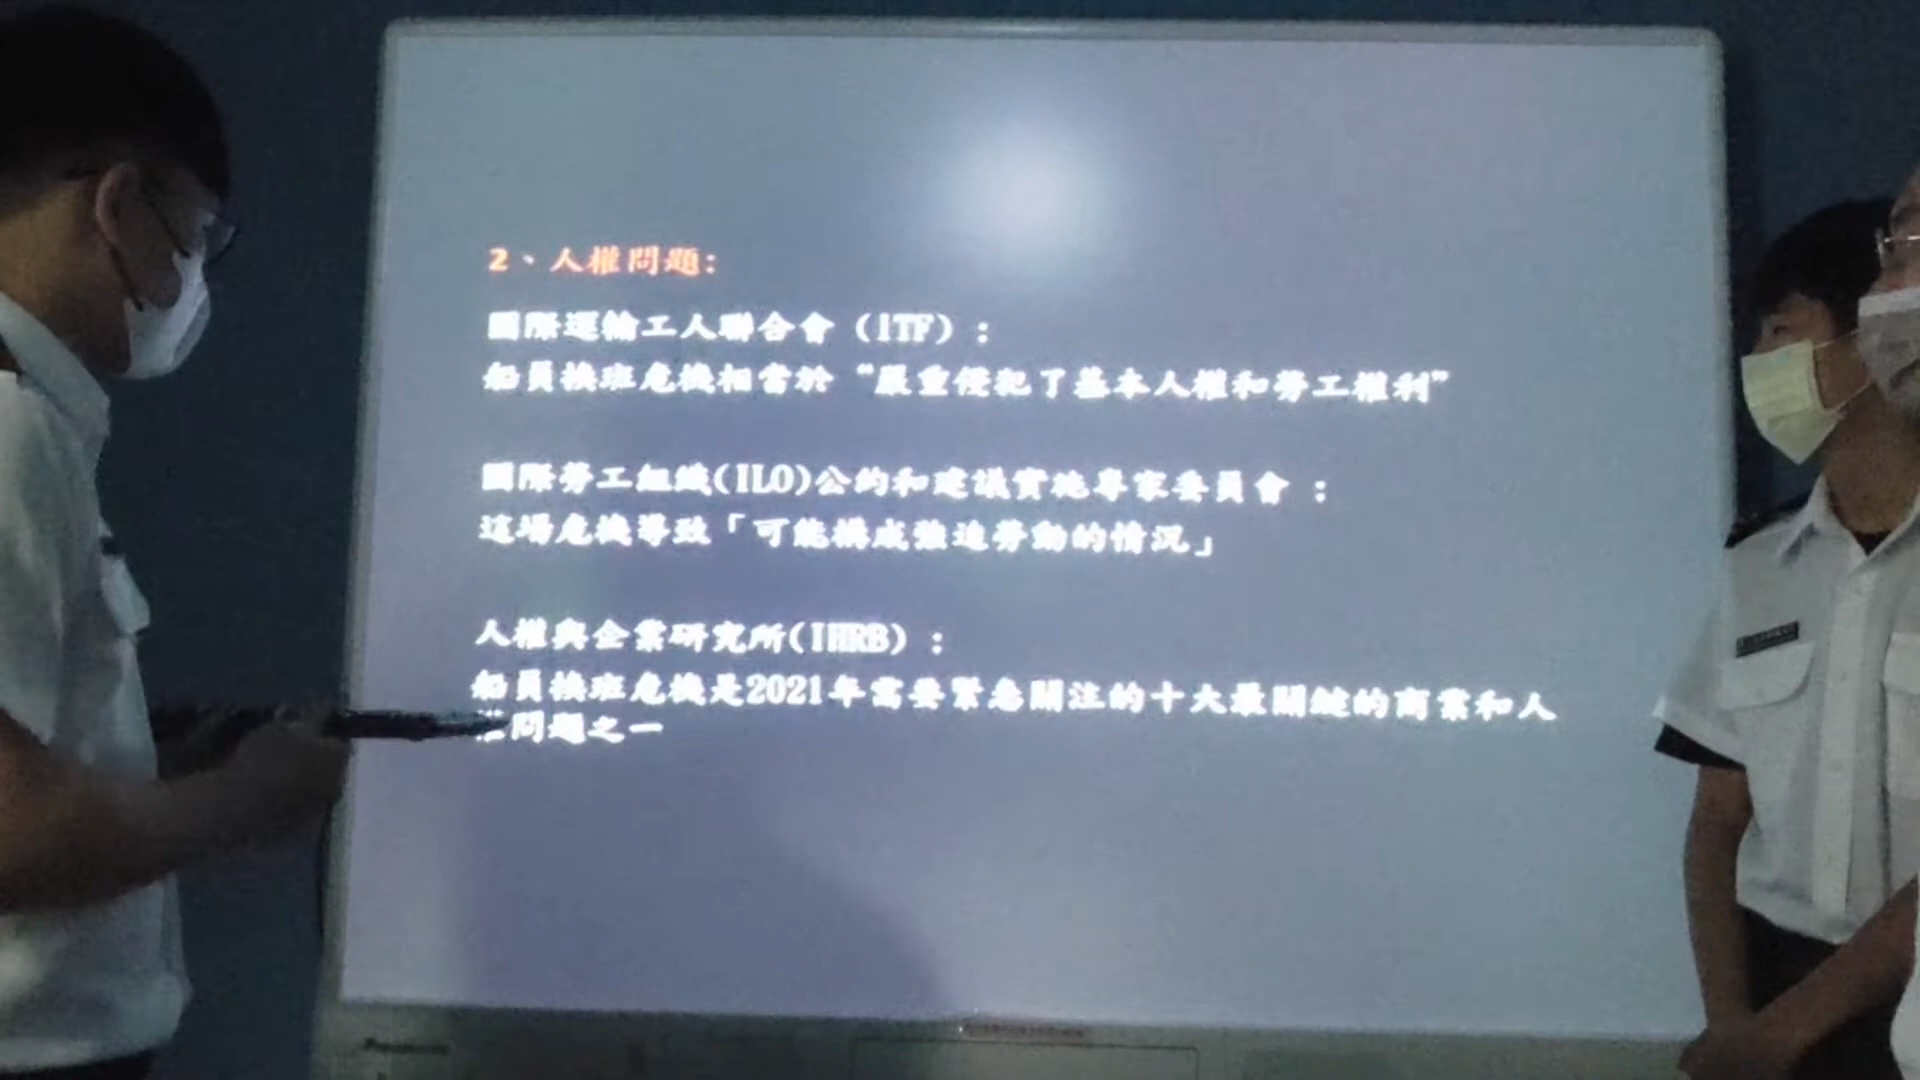 2、人權問題:
國際運輸工人聯合會（ITF）:
船員換班危機相當於“嚴重侵犯了基本人權和勞工權利”
國際勞工組織(ILO)公約和建議實施專家委員會 :
這場危機導致「可能構成強迫勞動的情況」
人權與企業研究所(IHRB) :
船員換班危機是2021年需要緊急關注的十大最關鍵的商業和人
問題之一
Panasonic